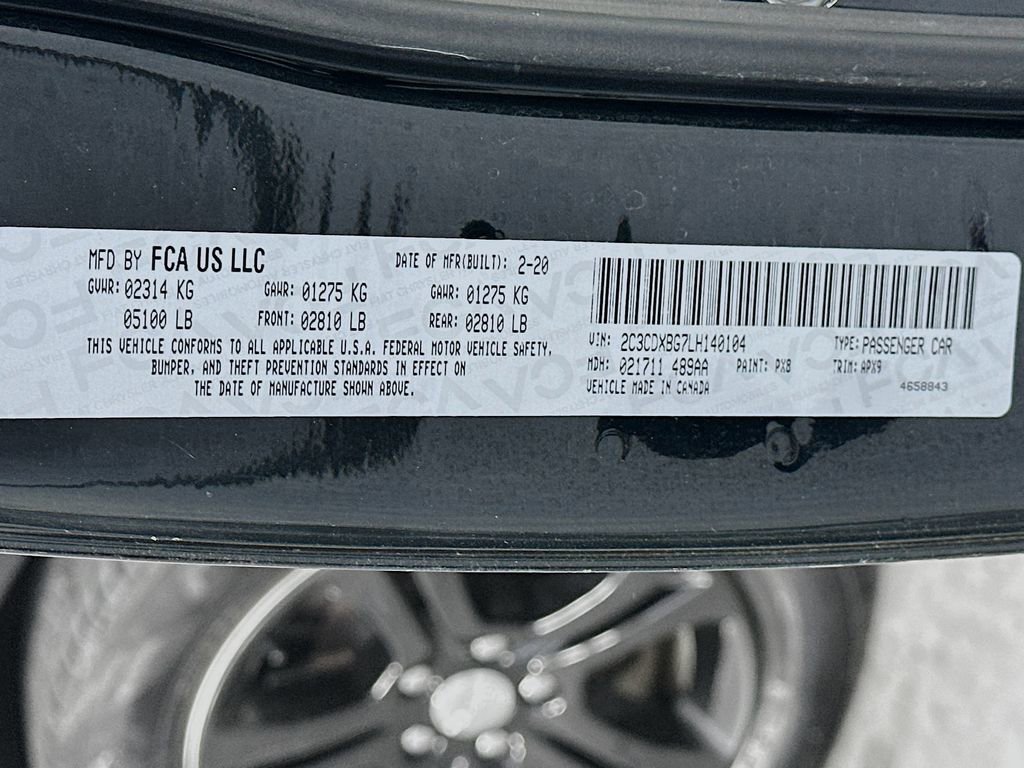 MFD BY FCA US LLC DATE OF MFR(BUILT): 2-20
GVWR: 02314 KG GAWR: 01275 KG GAWR: 01275 KG
05100 LB FRONT: 02810 LB REAR: 02810 LB
THIS VEHICLE CONFORMS TO ALL APPLICABLE U.S.A. FEDERAL MOTOR VEHICLE SAFETY,
BUMPER, AND THEFT PREVENTION STANDARDS IN EFFECT ON
THE DATE OF MANUFACTURE SHOWN ABOVE.
VIN: 2C3CDXBG7LH140104 TYPE: PASSENGER CAR
MDH: 021711 489AA PAINT: PX8 TRIM: APX9
VEHICLE MADE IN CANADA 4658843